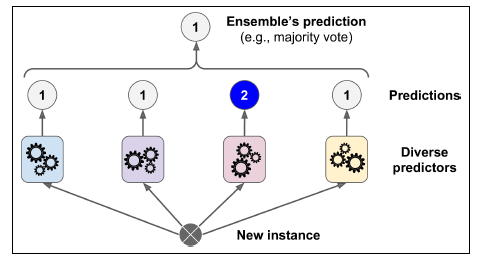 Ensemble's prediction
(e.g., majority vote)
1
1
1
2
1
Predictions
Diverse
predictors
New instance